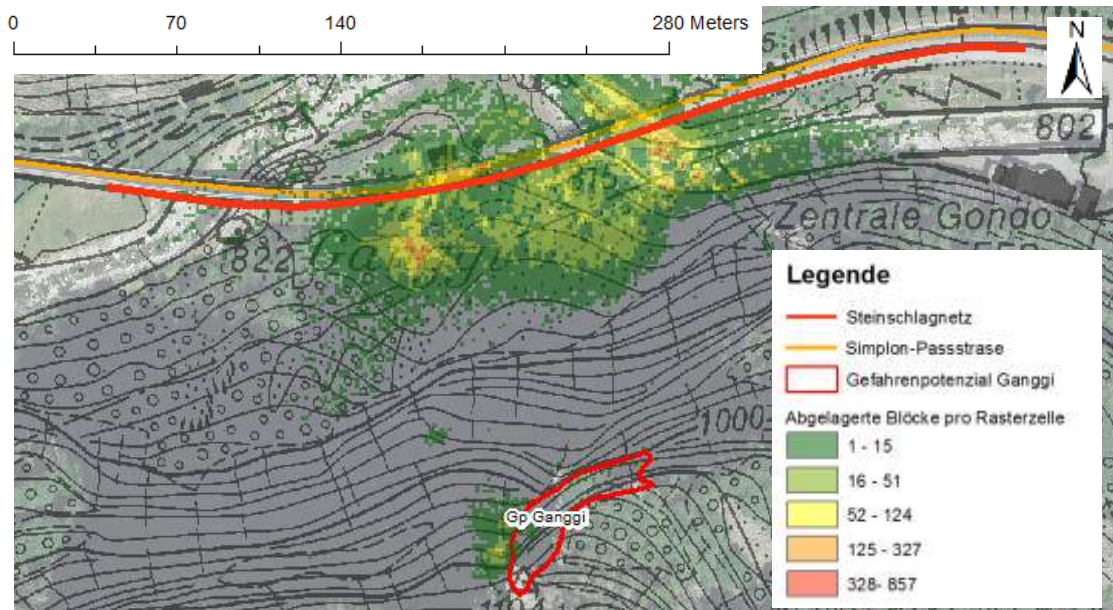 0 70 140 280 Meters
N
802
Zentrale Gondo
822
Legende
Steinschlagnetz
Simplon-Passstrase
Gefahrenpotenzial Ganggi
Abgelagerte Blöcke pro Rasterzelle
1 - 15
16 - 51
52 - 124
125 - 327
328- 857
1000
Gp Ganggi